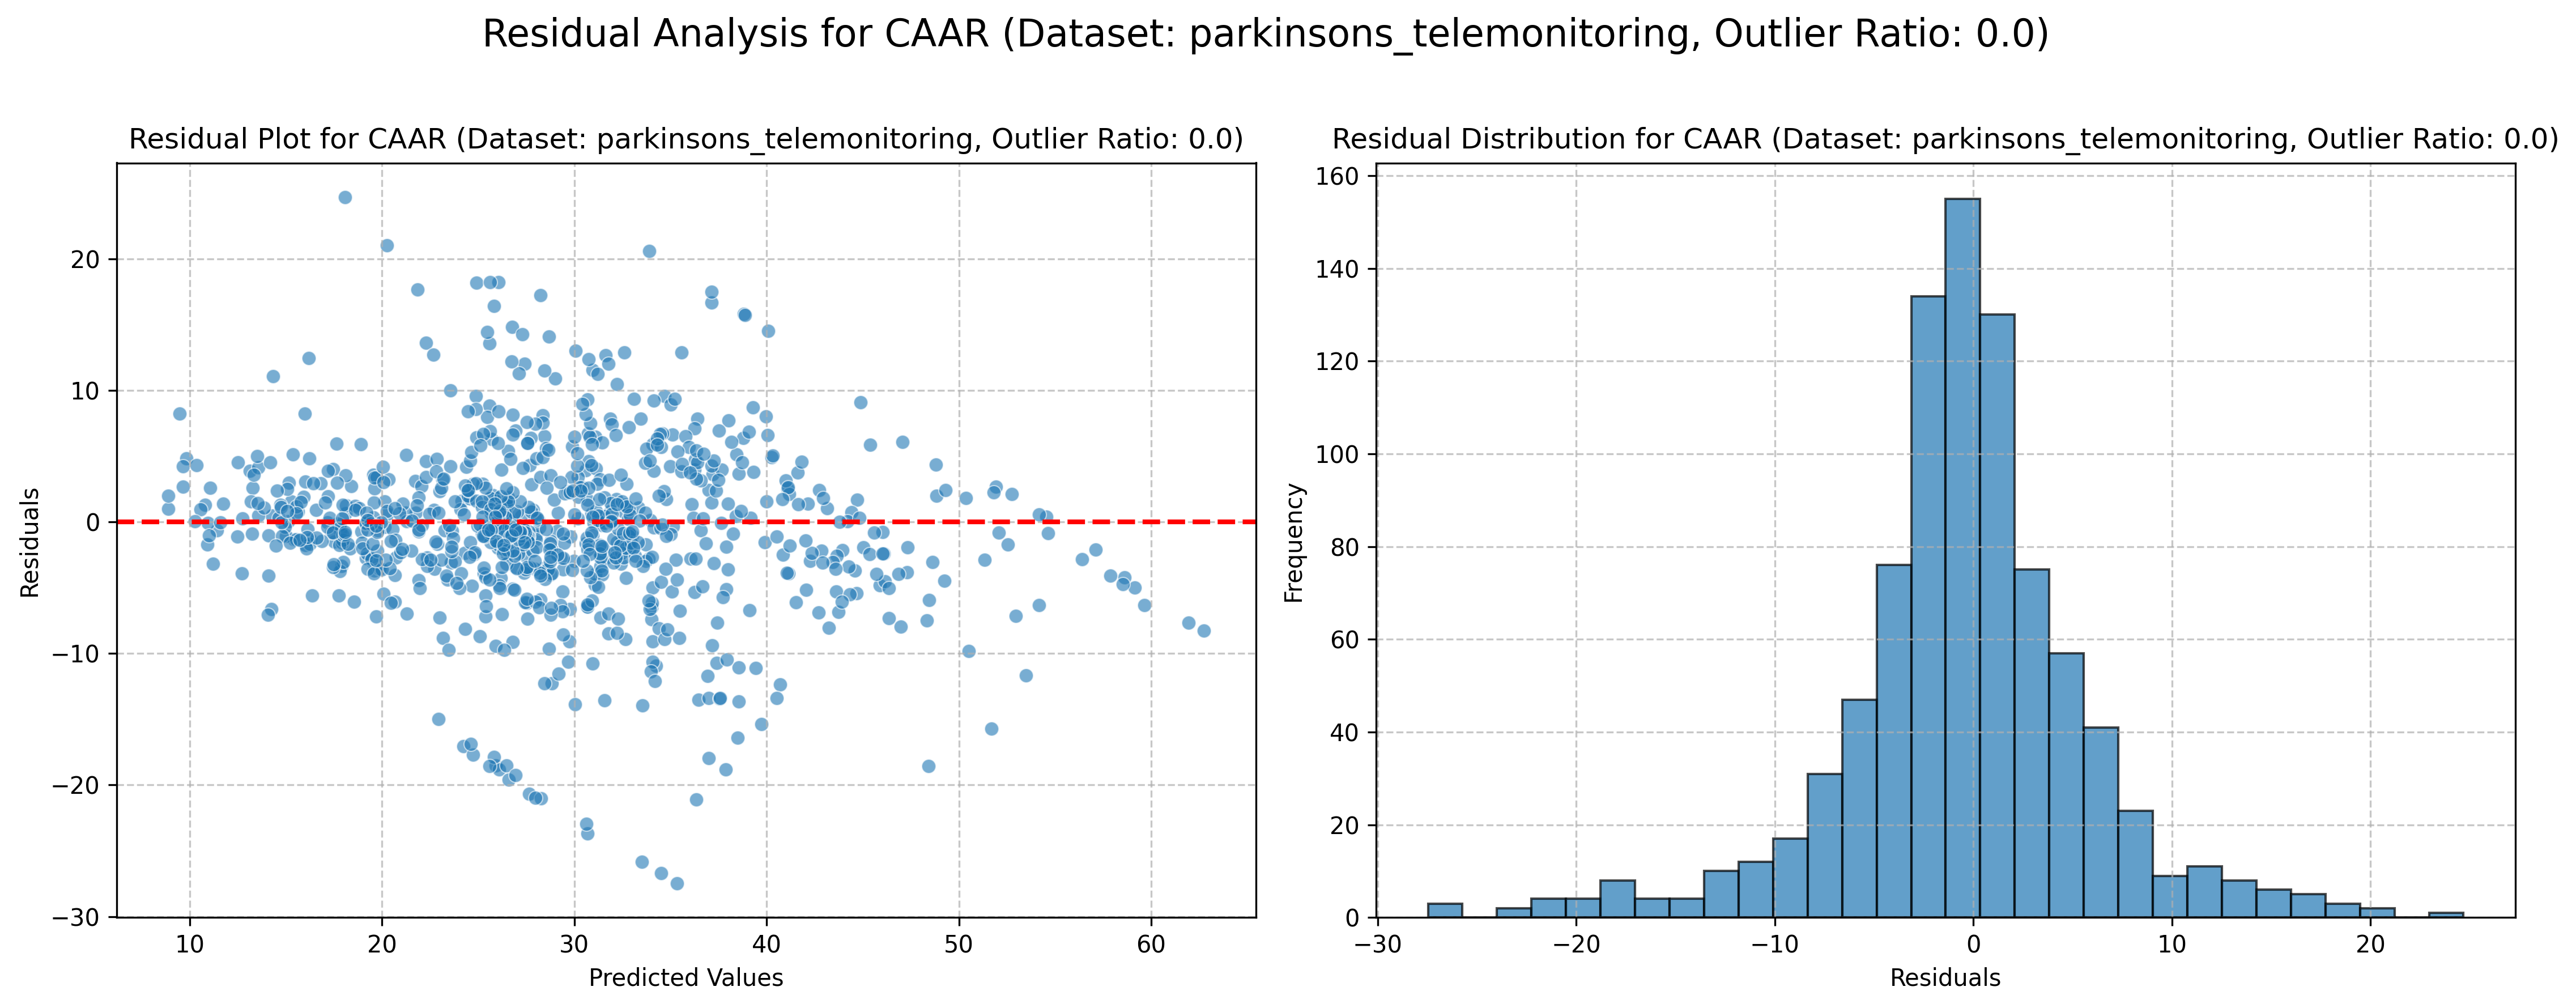 Residual Analysis for CAAR (Dataset: parkinsons_telemonitoring, Outlier Ratio: 0.0)
Residual Plot for CAAR (Dataset: parkinsons_telemonitoring, Outlier Ratio: 0.0)
20
10
0
−10
−20
−30
Residuals
10 20 30 40 50 60
Predicted Values
Residual Distribution for CAAR (Dataset: parkinsons_telemonitoring, Outlier Ratio: 0.0)
160
140
120
100
80
60
40
20
0
Frequency
−30 −20 −10 0 10 20
Residuals